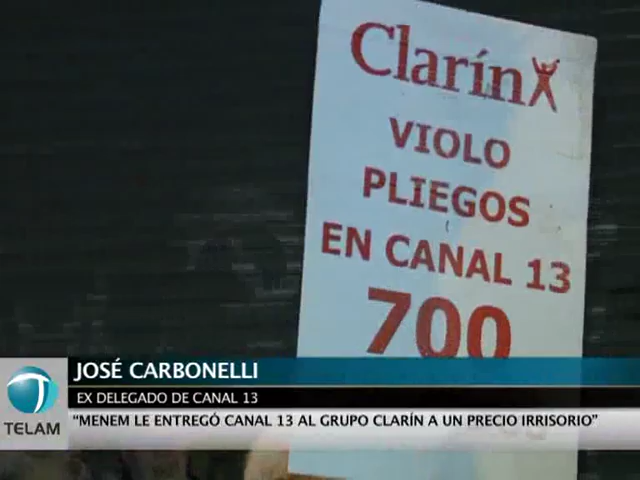 Clarín
VIOLO
PLIEGOS
EN CANAL 13
700
JOSÉ CARBONELLI
EX DELEGADO DE CANAL 13
TELAM
"MENEM LE ENTREGÓ CANAL 13 AL GRUPO CLARÍN A UN PRECIO IRRISORIO"